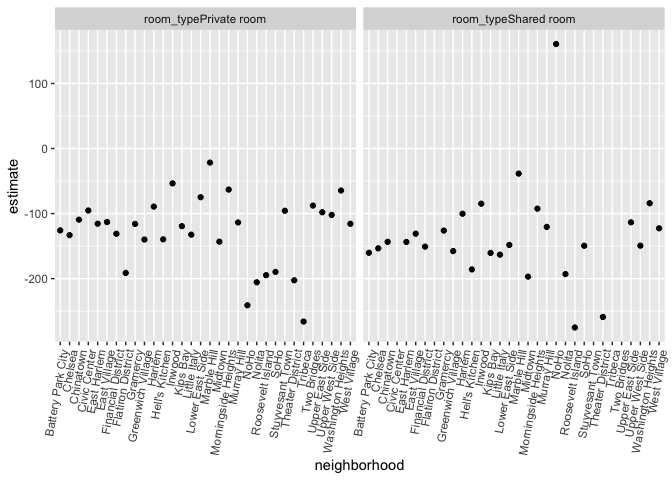 room_typePrivate room
room_typeShared room
estimate
100
0
-100
-200
Battery Park City
Chelsea
Chinatown
Civic Center
East Harlem
East Village
Financial District
Flatiron District
Gramercy
Greenwich Village
Harlem
Hell's Kitchen
Inwood
Kips Bay
Little Italy
Lower East Side
Marble Hill
Midtown
Morningside Heights
Murray Hill
NoHo
Nolita
Roosevelt Island
SoHo
Stuyvesant Town
Theater District
Tribeca
Two Bridges
Upper East Side
Upper West Side
Washington Heights
West Village
Battery Park City
Chelsea
Chinatown
Civic Center
East Harlem
East Village
Financial District
Flatiron District
Gramercy
Greenwich Village
Harlem
Hell's Kitchen
Inwood
Kips Bay
Little Italy
Lower East Side
Marble Hill
Midtown
Morningside Heights
Murray Hill
NoHo
Nolita
Roosevelt Island
SoHo
Stuyvesant Town
Theater District
Tribeca
Two Bridges
Upper East Side
Upper West Side
Washington Heights
West Village
neighborhood